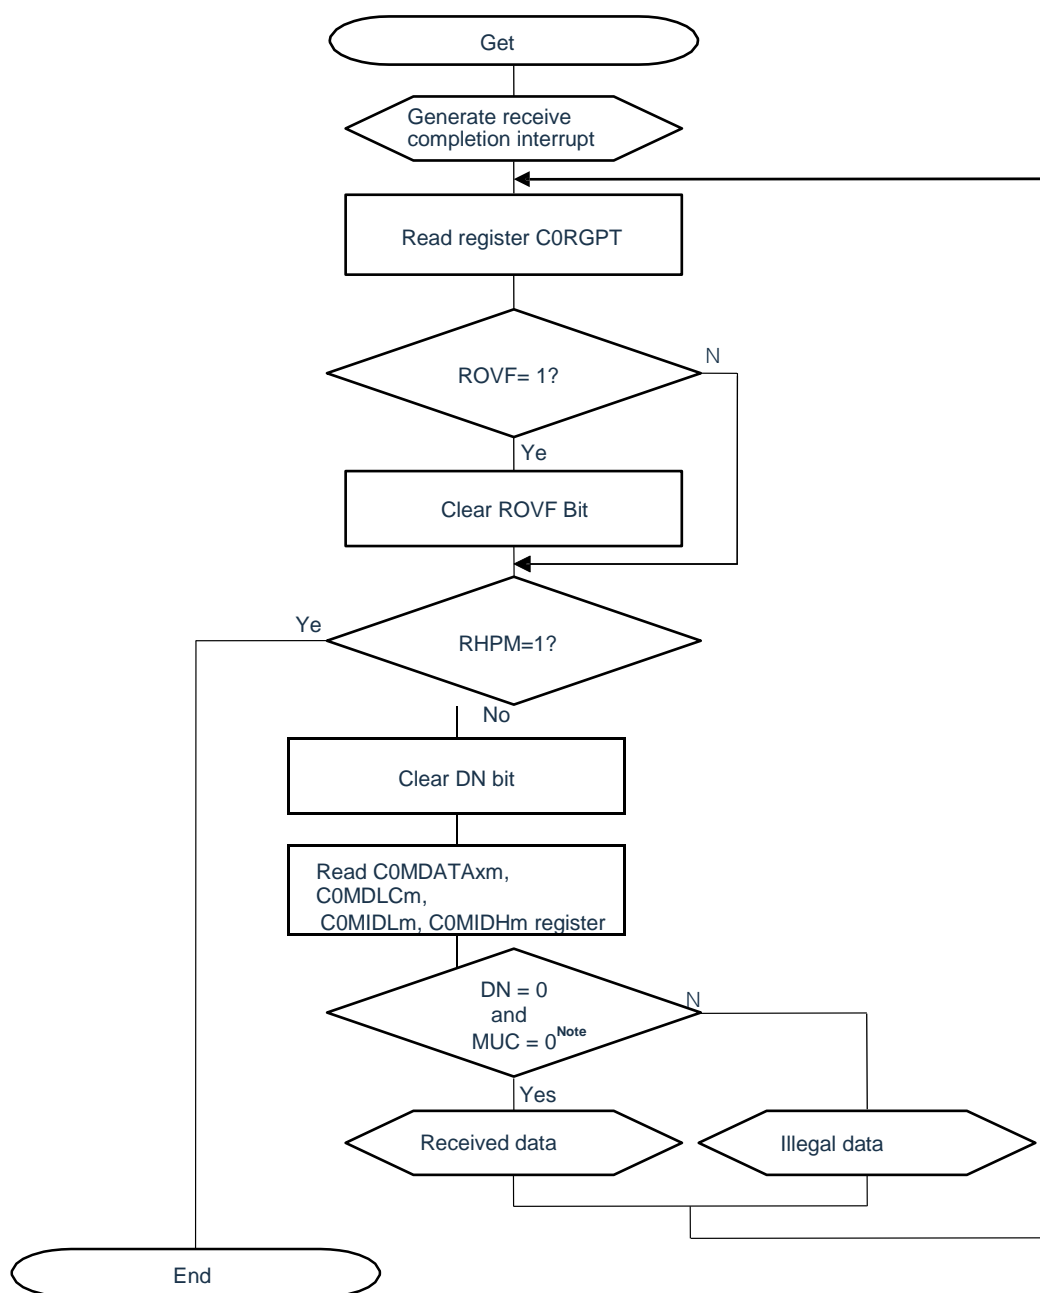 Get
Generate receive
completion interrupt
Read register C0RGPT
N
ROVF= 1?
Ye
Clear ROVF Bit
Ye
RHPM=1?
No
Clear DN bit
Read C0MDATAxm,
C0MDLCm,
C0MIDLm, C0MIDHm register
DN = 0
N
and
MUC = 0Note
Yes
Received data
Illegal data
End